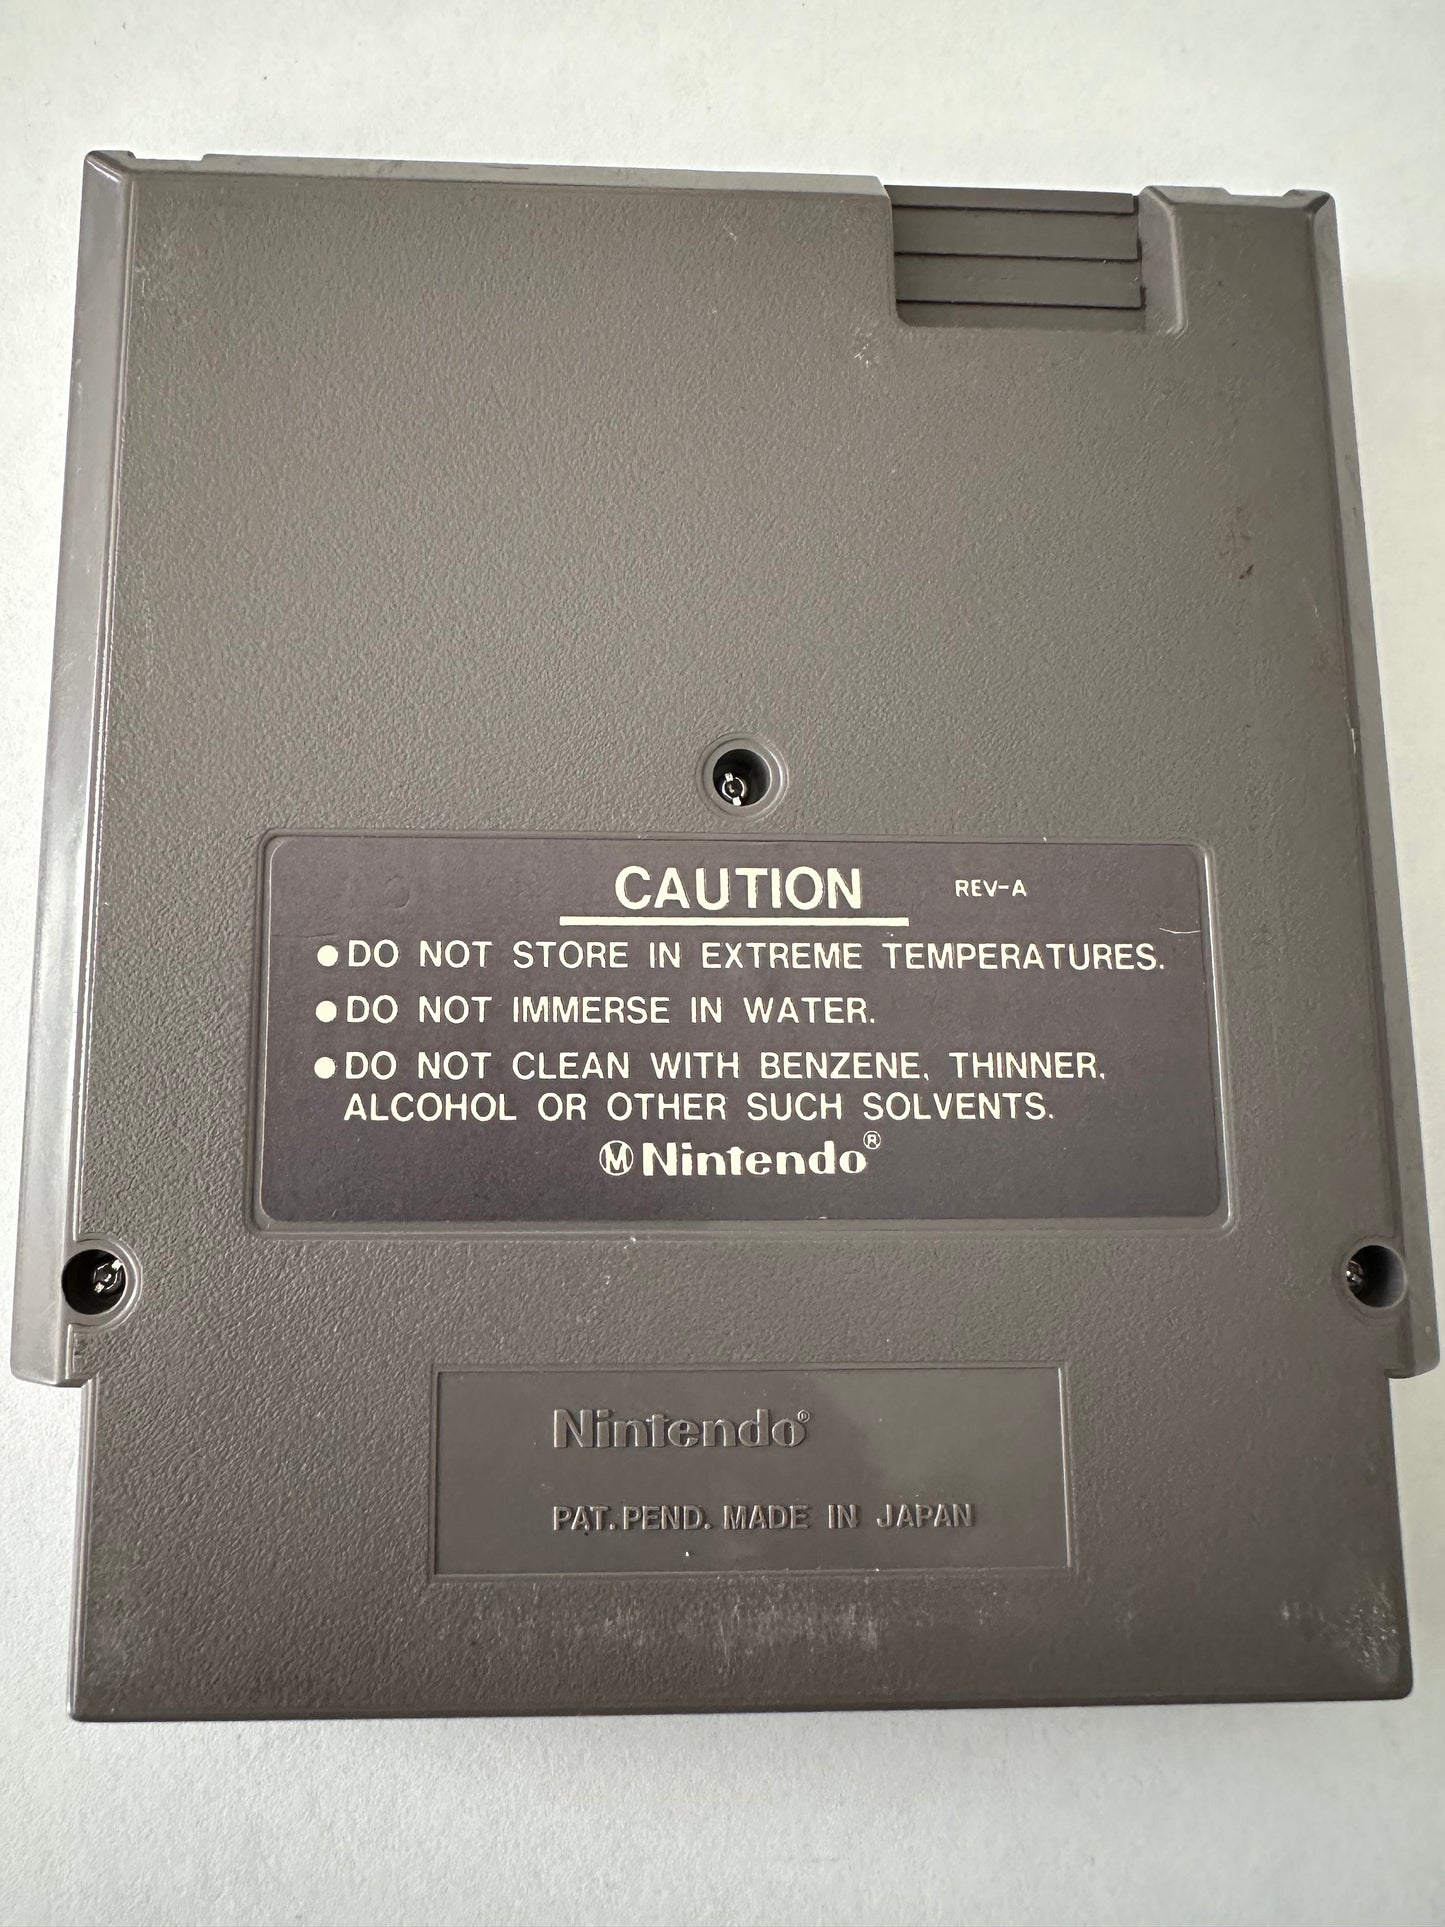 CAUTION REV-A
●DO NOT STORE IN EXTREME TEMPERATURES.
●DO NOT IMMERSE IN WATER.
●DO NOT CLEAN WITH BENZENE, THINNER,
ALCOHOL OR OTHER SUCH SOLVENTS.
Ⓜ Nintendo®
Nintendo®
PAT. PEND. MADE IN JAPAN